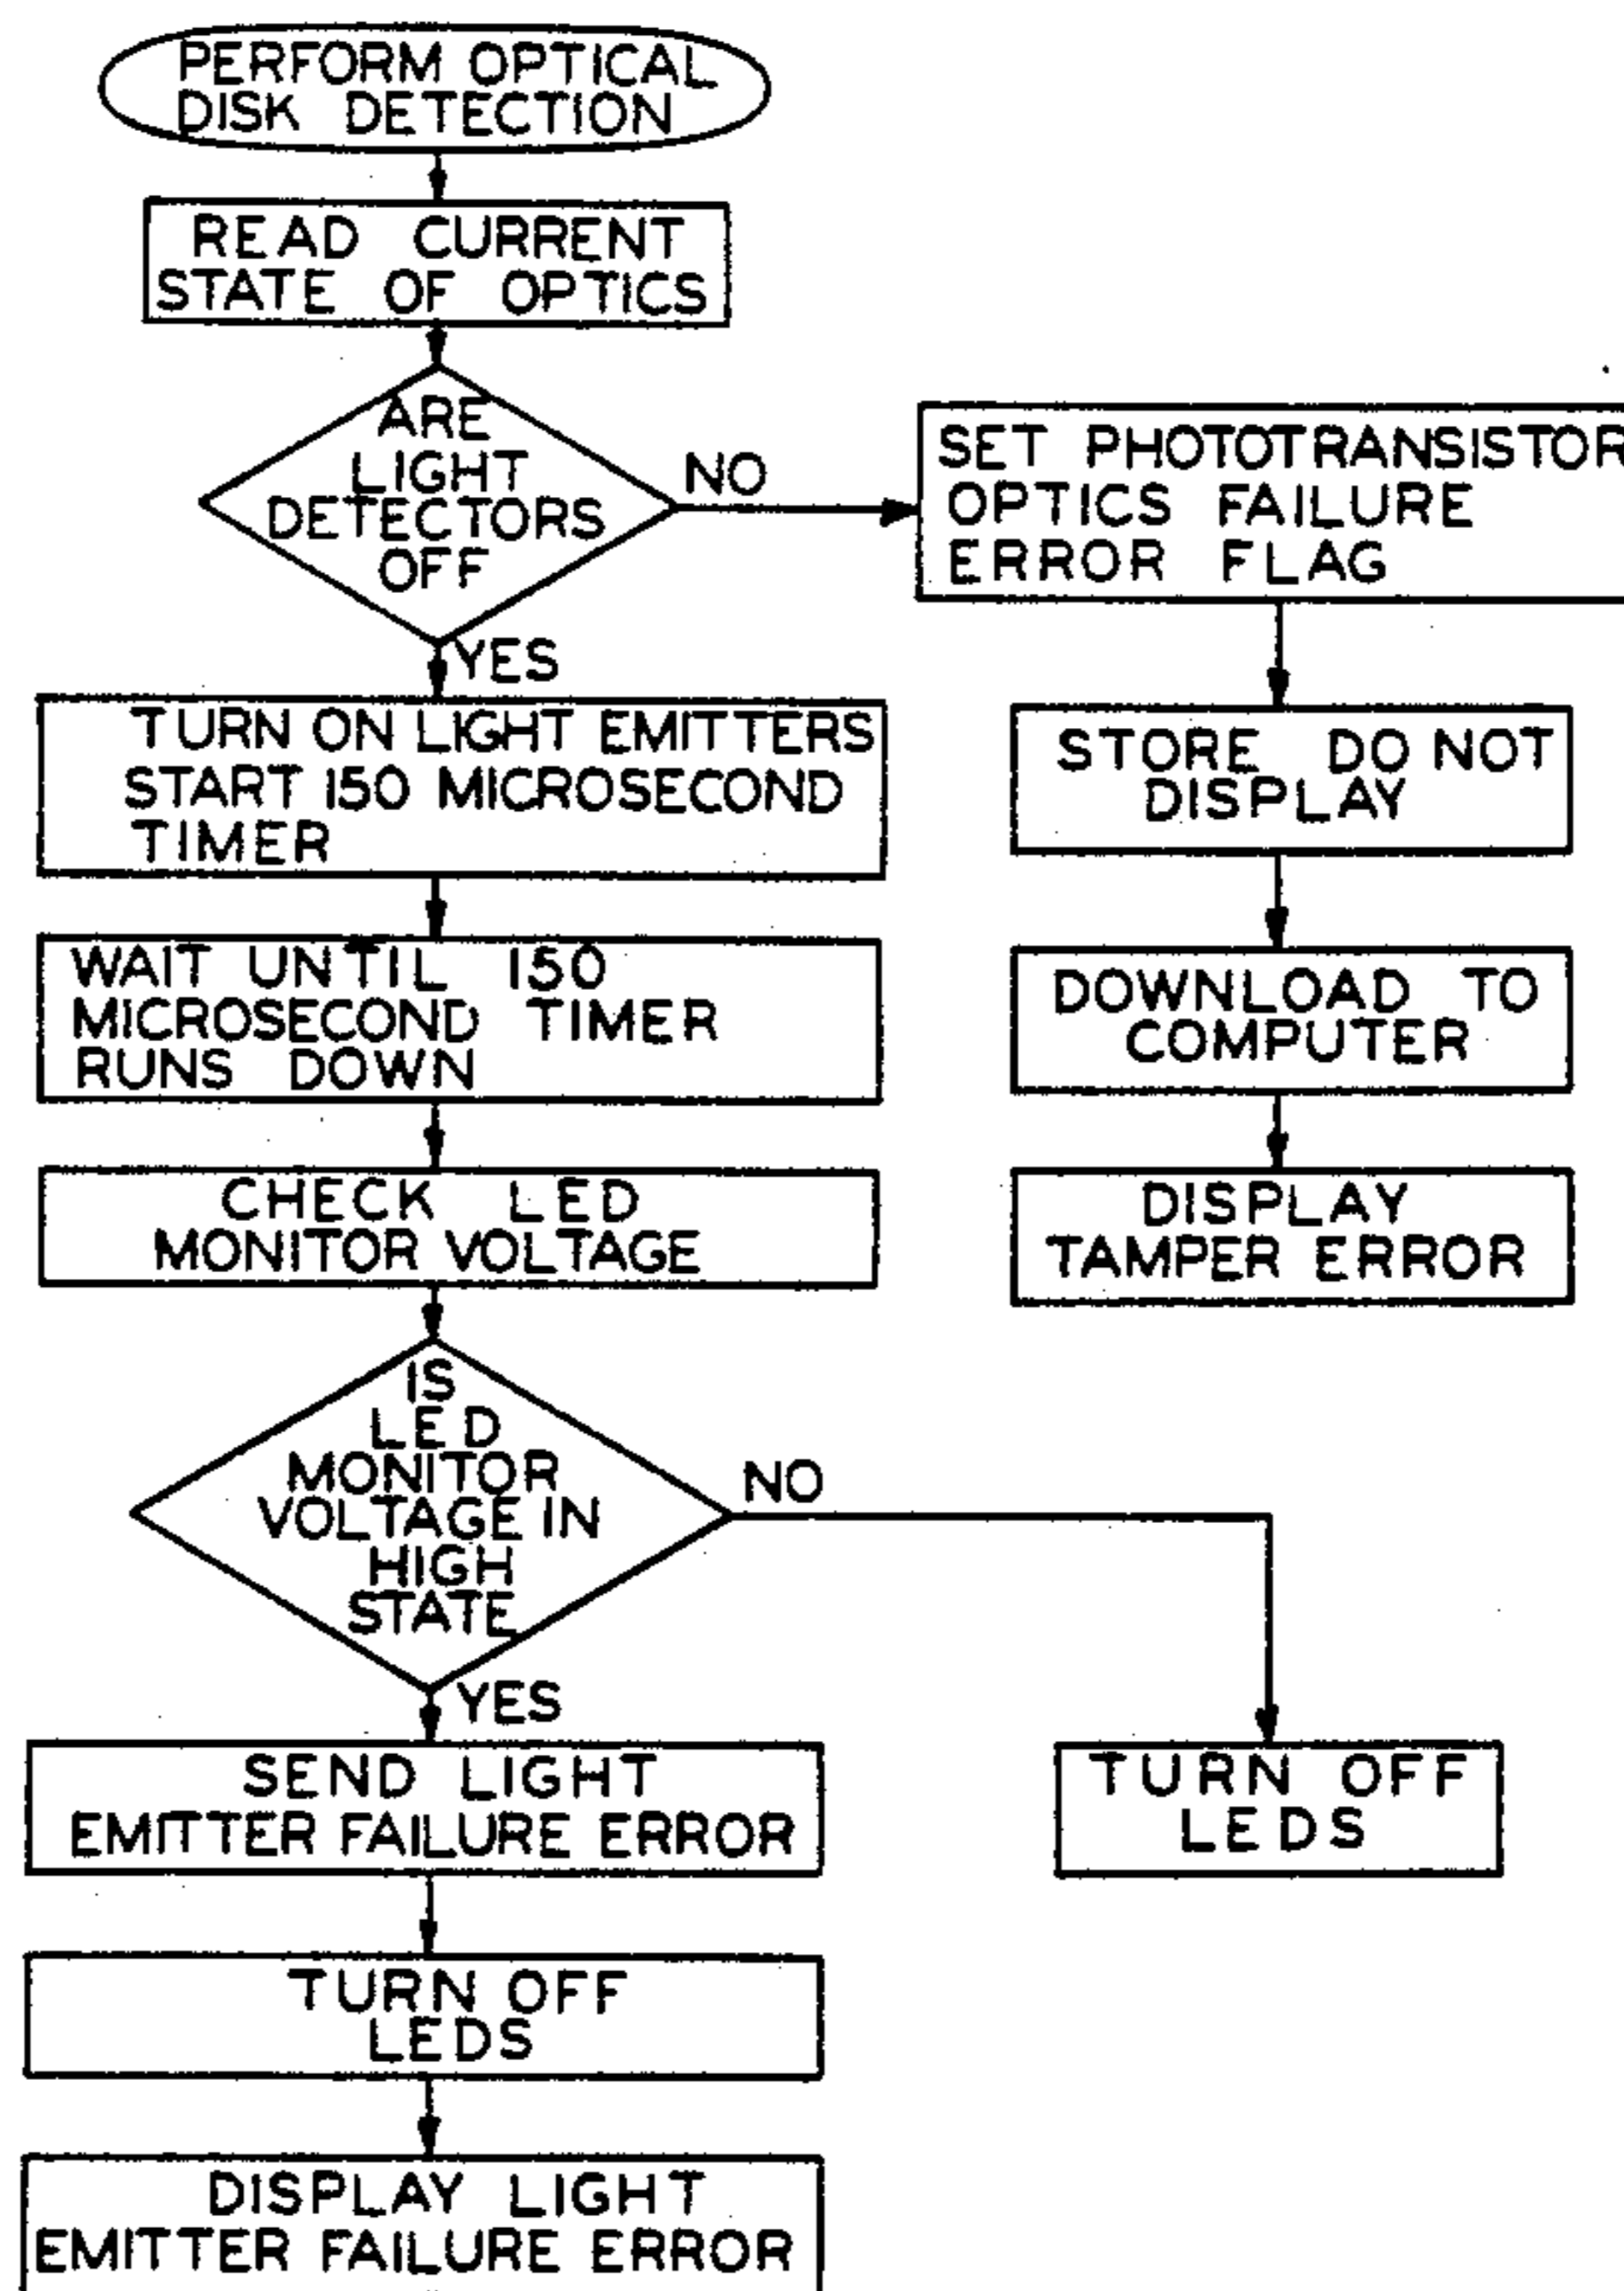 PERFORM OPTICAL
DISK DETECTION
READ CURRENT
STATE OF OPTICS
ARE
LIGHT
DETECTORS
OFF
NO
SET PHOTOTRANSISTOR
OPTICS FAILURE
ERROR FLAG
YES
TURN ON LIGHT EMITTERS
START 150 MICROSECOND
TIMER
STORE DO NOT
DISPLAY
WAIT UNTIL 150
MICROSECOND TIMER
RUNS DOWN
DOWNLOAD TO
COMPUTER
CHECK LED
MONITOR VOLTAGE
DISPLAY
TAMPER ERROR
IS
LED
MONITOR
VOLTAGE IN
HIGH
STATE
NO
YES
SEND LIGHT
EMITTER FAILURE ERROR
TURN OFF
LEDS
TURN OFF
LEDS
DISPLAY LIGHT
EMITTER FAILURE ERROR